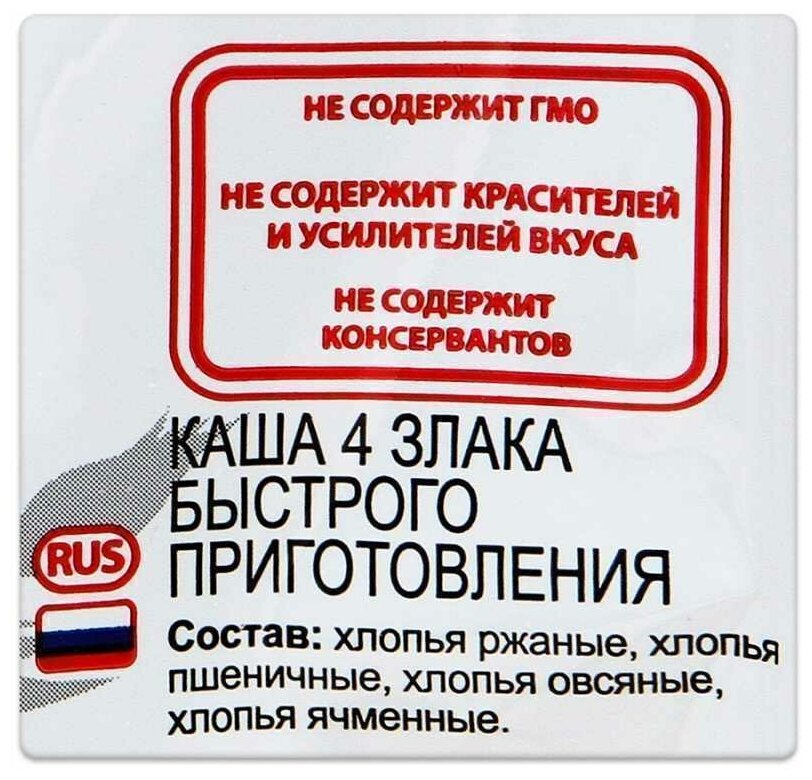 НЕ СОДЕРЖИТ ГМО
НЕ СОДЕРЖИТ КРАСИТЕЛЕЙ
И УСИЛИТЕЛЕЙ ВКУСА
НЕ СОДЕРЖИТ
КОНСЕРВАНТОВ
КАША 4 ЗЛАКА
БЫСТРОГО
ПРИГОТОВЛЕНИЯ
RUS
Состав: хлопья ржаные, хлопья
пшеничные, хлопья овсяные,
хлопья ячменные.